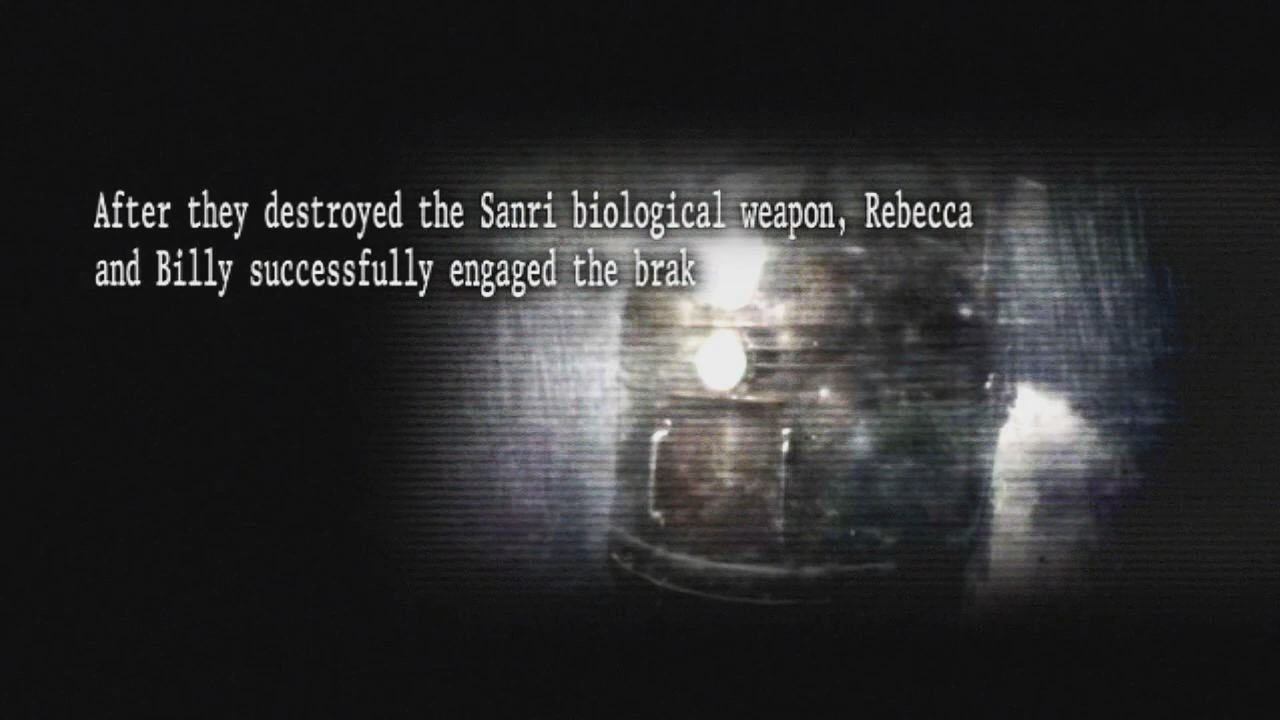 After they destroyed the Sanri biological weapon, Rebecca
and Billy successfully engaged the brak